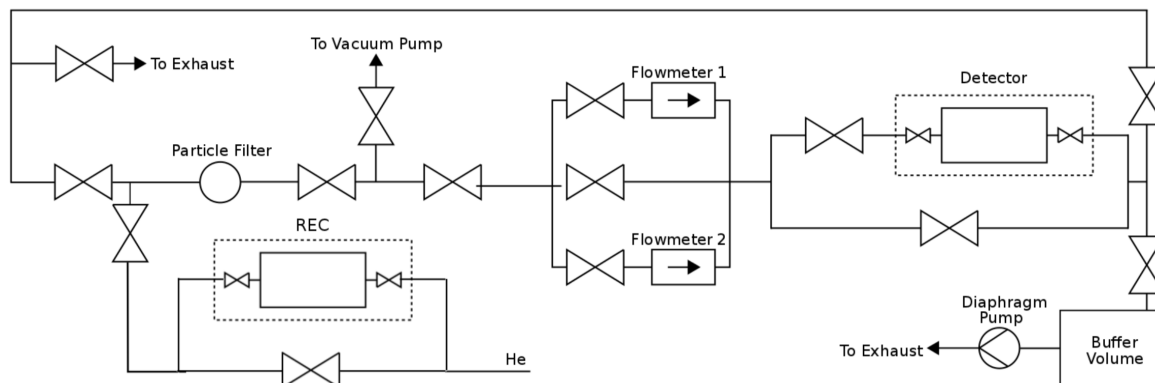 To Vacuum Pump
To Exhaust
Flowmeter 1
Detector
Particle Filter
REC
Flowmeter 2
He
Diaphragm
Pump
To Exhaust
Buffer
Volume